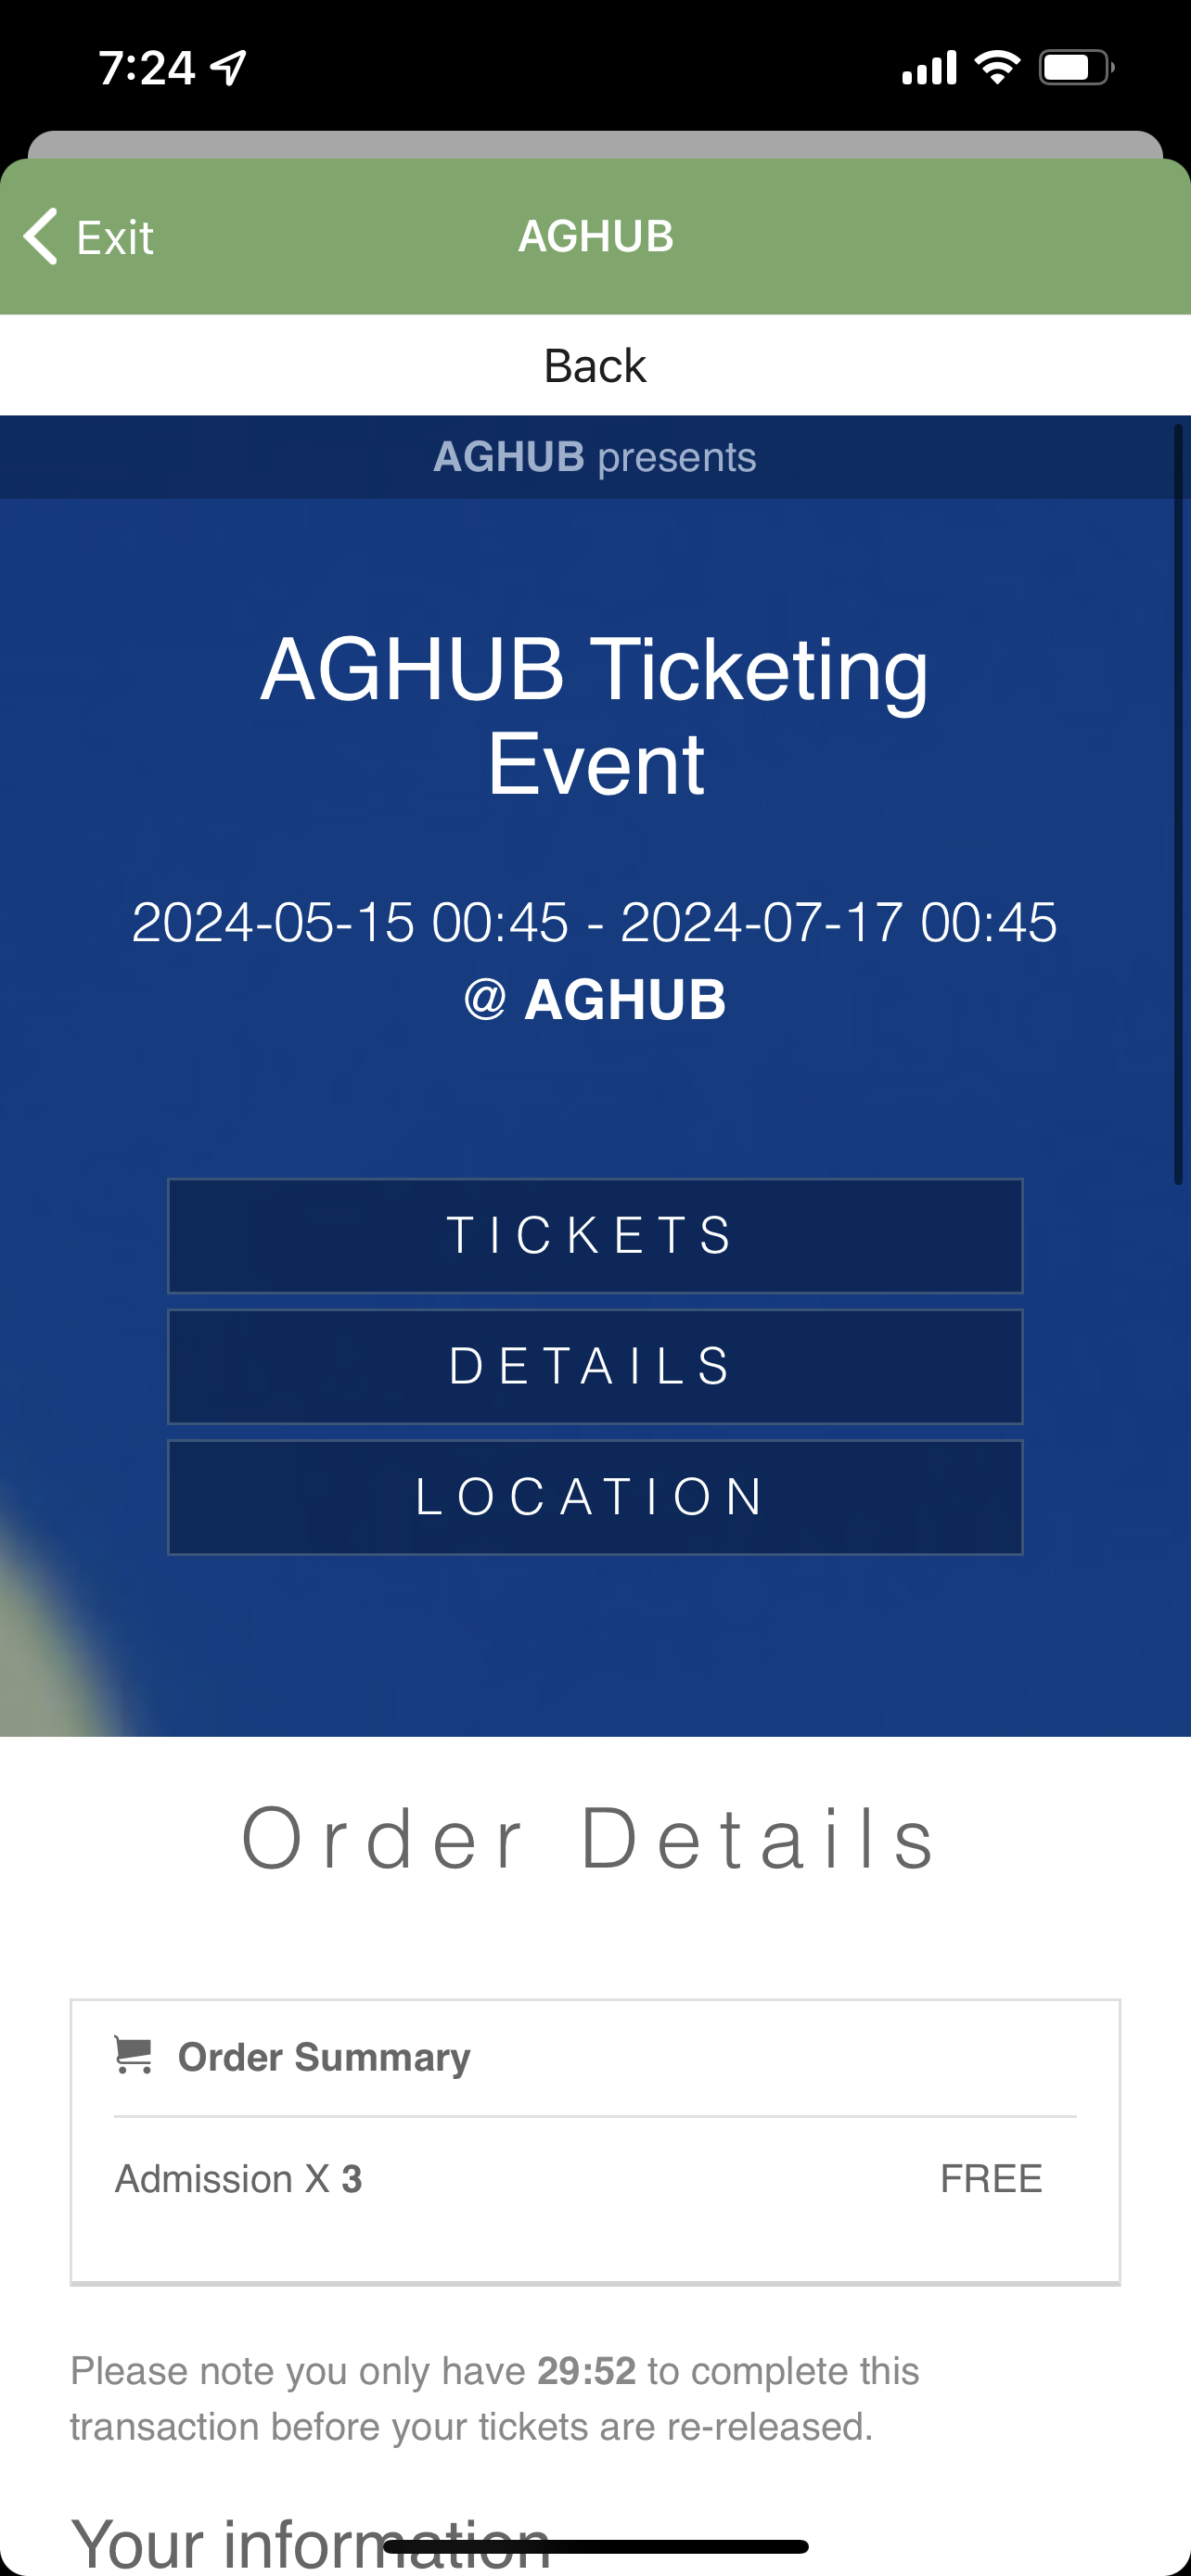 7:24
Exit
AGHUB
Back
AGHUB presents
AGHUB Ticketing
Event
2024-05-15 00:45 - 2024-07-17 00:45
@ AGHUB
TICKETS
DETAILS
LOCATION
Order Details
Order Summary
Admission X 3
FREE
Please note you only have 29:52 to complete this
transaction before your tickets are re-released.
Your information